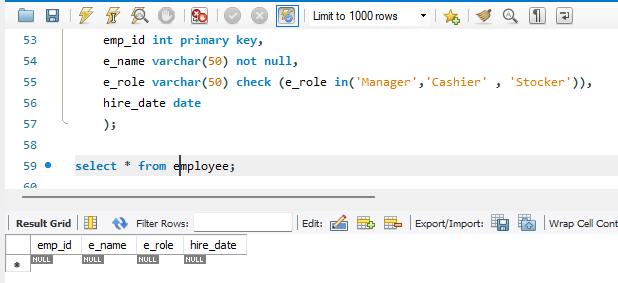 Limit to 1000 rows
53 emp_id int primary key,
54 e_name varchar(50) not null,
55 e_role varchar(50) check (e_role in('Manager','Cashier' , 'Stocker')),
56 hire_date date
57 );
58
59 select * from employee;
60
Result Grid Filter Rows: Edit: Export/Import: Wrap Cell Cont
emp_id e_name e_role hire_date
* NULL NULL NULL NULL